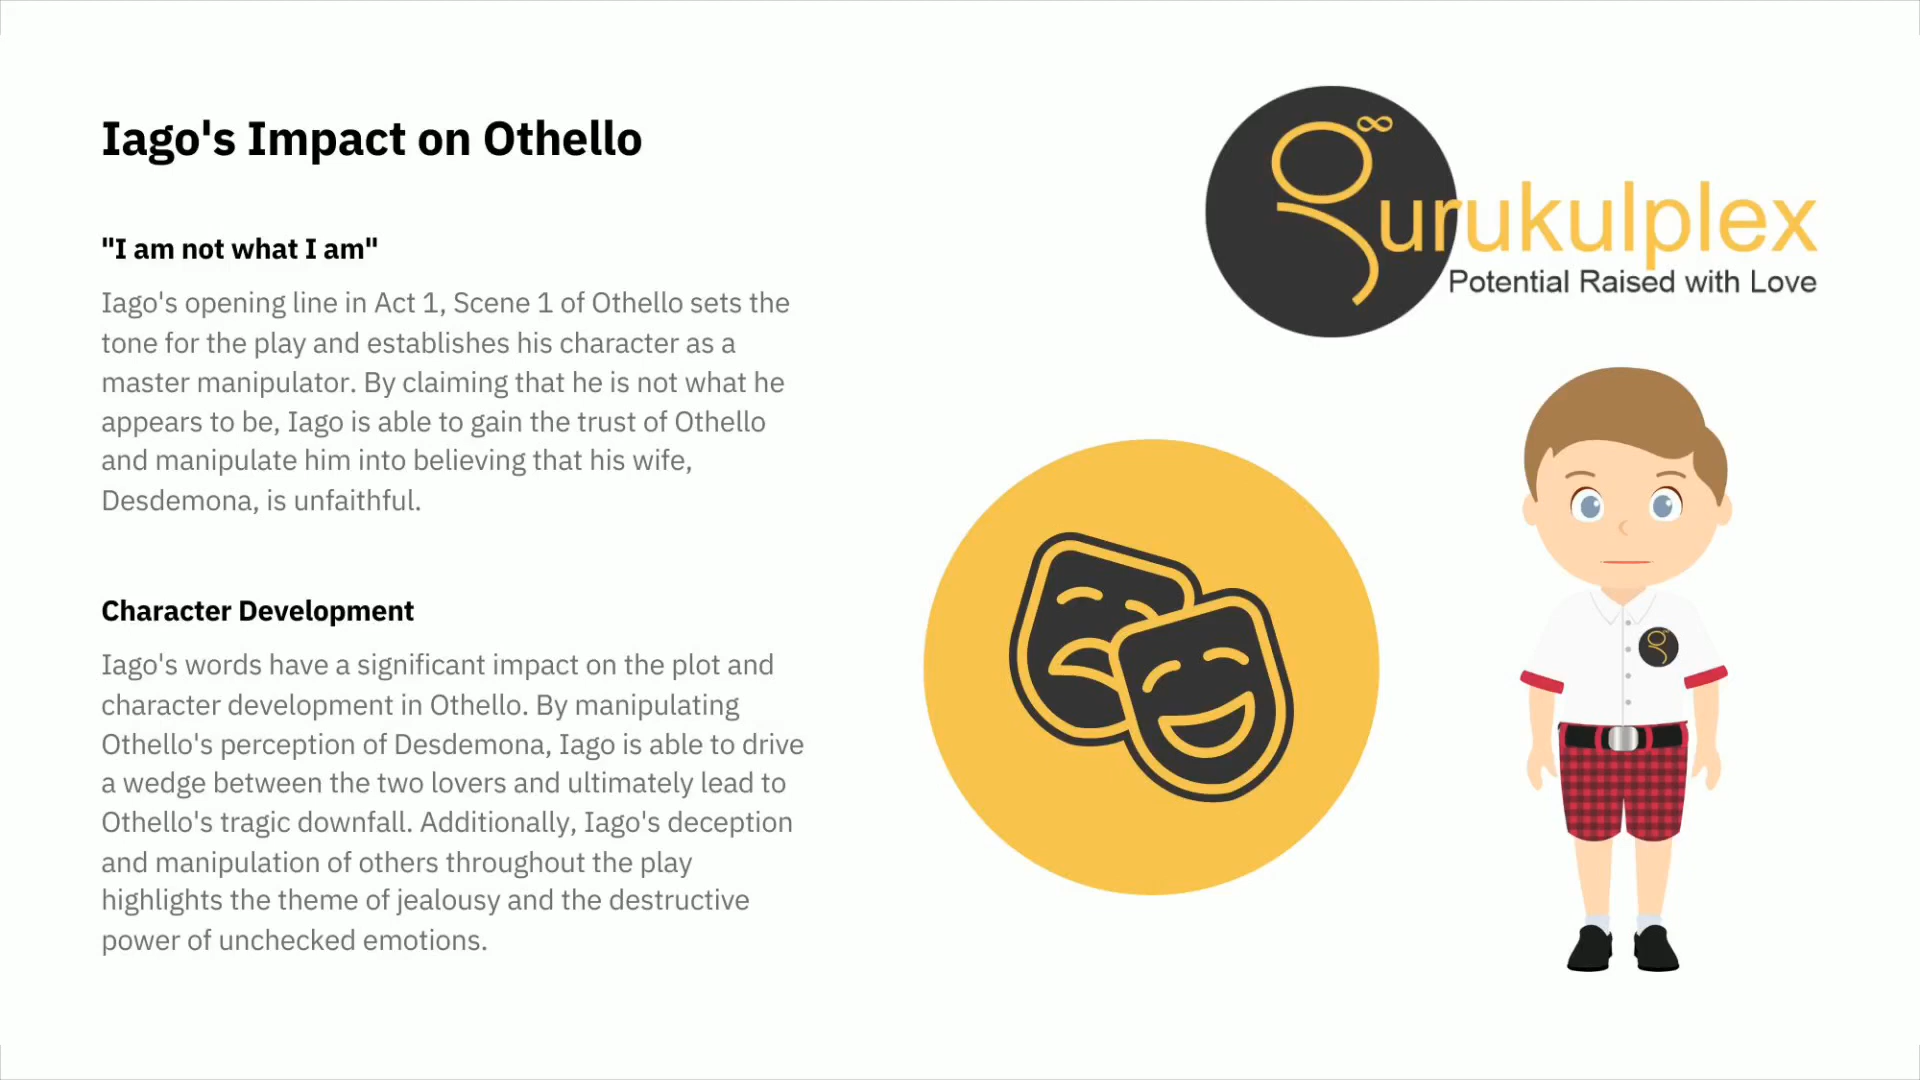 Iago's Impact on Othello
"I am not what I am"
Iago's opening line in Act 1, Scene 1 of Othello sets the
tone for the play and establishes his character as a
master manipulator. By claiming that he is not what he
appears to be, Iago is able to gain the trust of Othello
and manipulate him into believing that his wife,
Desdemona, is unfaithful.
Character Development
Iago's words have a significant impact on the plot and
character development in Othello. By manipulating
Othello's perception of Desdemona, Iago is able to drive
a wedge between the two lovers and ultimately lead to
Othello's tragic downfall. Additionally, Iago's deception
and manipulation of others throughout the play
highlights the theme of jealousy and the destructive
power of unchecked emotions.
gurukulplex
Potential Raised with Love